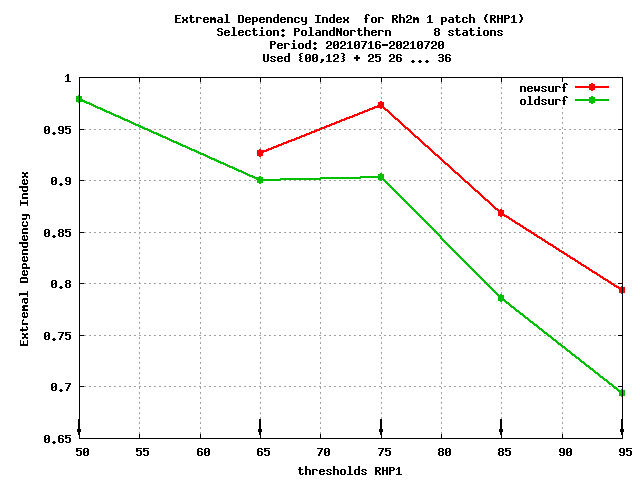 Extremal Dependency Index  for Rh2m 1 patch (RHP1)
Selection: PolandNorthern      8 stations
Period: 20210716-20210720
Used {00,12} + 25 26 ... 36
newsurf
oldsurf
1
0.95
0.9
0.85
0.8
0.75
0.7
0.65
Extremal Dependency Index
50 55 60 65 70 75 80 85 90 95
thresholds RHP1